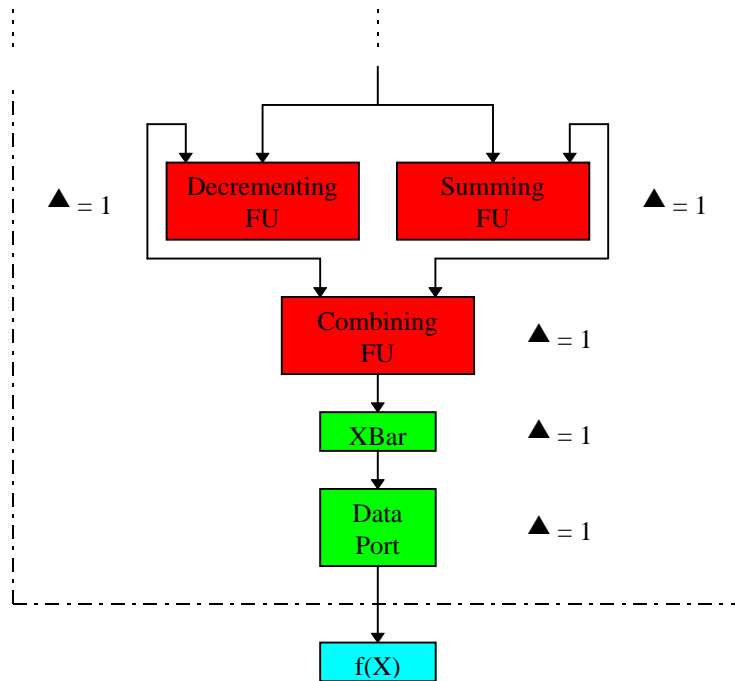 Decrementing
FU
Summing
FU
▲ = 1
▲ = 1
Combining
FU
▲ = 1
XBar
▲ = 1
Data
Port
▲ = 1
f(X)